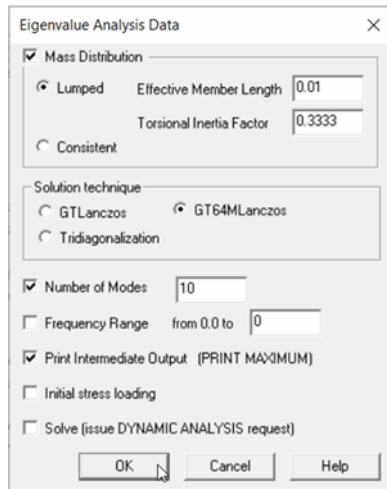 Eigenvalue Analysis Data
Mass Distribution
Lumped Effective Member Length 0.01
Torsional Inertia Factor 0.3333
Consistent
Solution technique
GTLanczos GT64MLanczos
Tridiagonalization
Number of Modes 10
Frequency Range from 0.0 to 0
Print Intermediate Output (PRINT MAXIMUM)
Initial stress loading
Solve (issue DYNAMIC ANALYSIS request)
OK Cancel Help